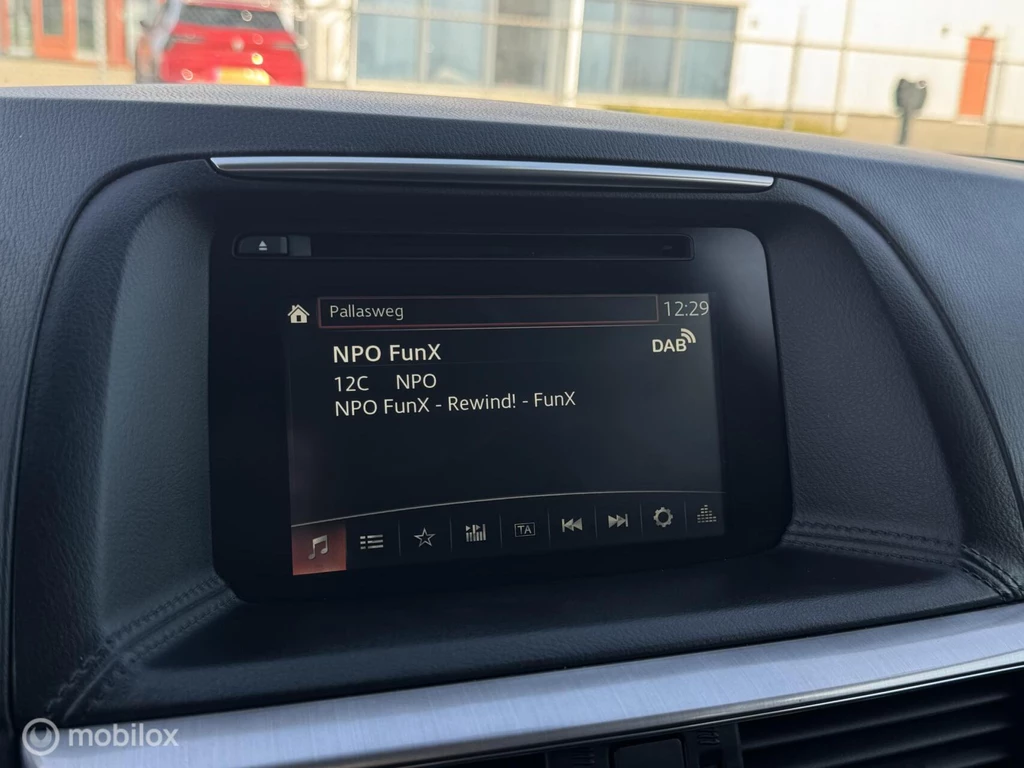 Pallasweg 12:29
NPO FunX DAB
12C NPO
NPO FunX - Rewind! - FunX
TA
mobilox